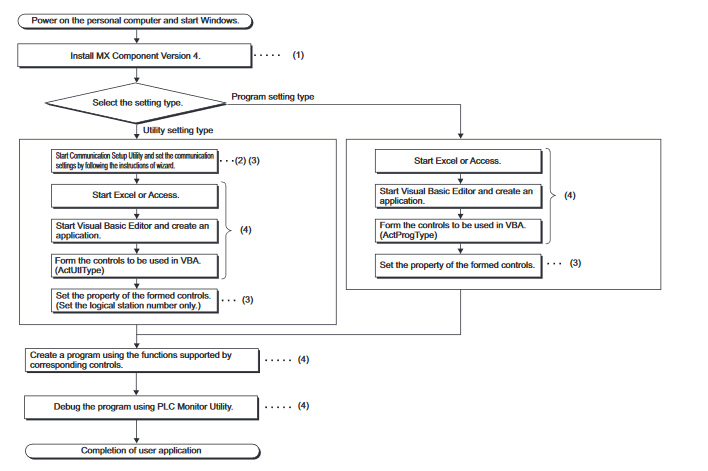 Power on the personal computer and start Windows.
Install MX Component Version 4.
(1)
Select the setting type.
Program setting type
Utility setting type
Start Communication Setup Utility and set the communication
settings by following the instructions of wizard.
(2) (3)
Start Excel or Access.
Start Visual Basic Editor and create an
application.
(4)
Form the controls to be used in VBA.
(ActUtlType)
Set the property of the formed controls.
(Set the logical station number only.)
(3)
Start Excel or Access.
Start Visual Basic Editor and create an
application.
(4)
Form the controls to be used in VBA.
(ActProgType)
Set the property of the formed controls.
(3)
Create a program using the functions supported by
corresponding controls.
(4)
Debug the program using PLC Monitor Utility.
(4)
Completion of user application